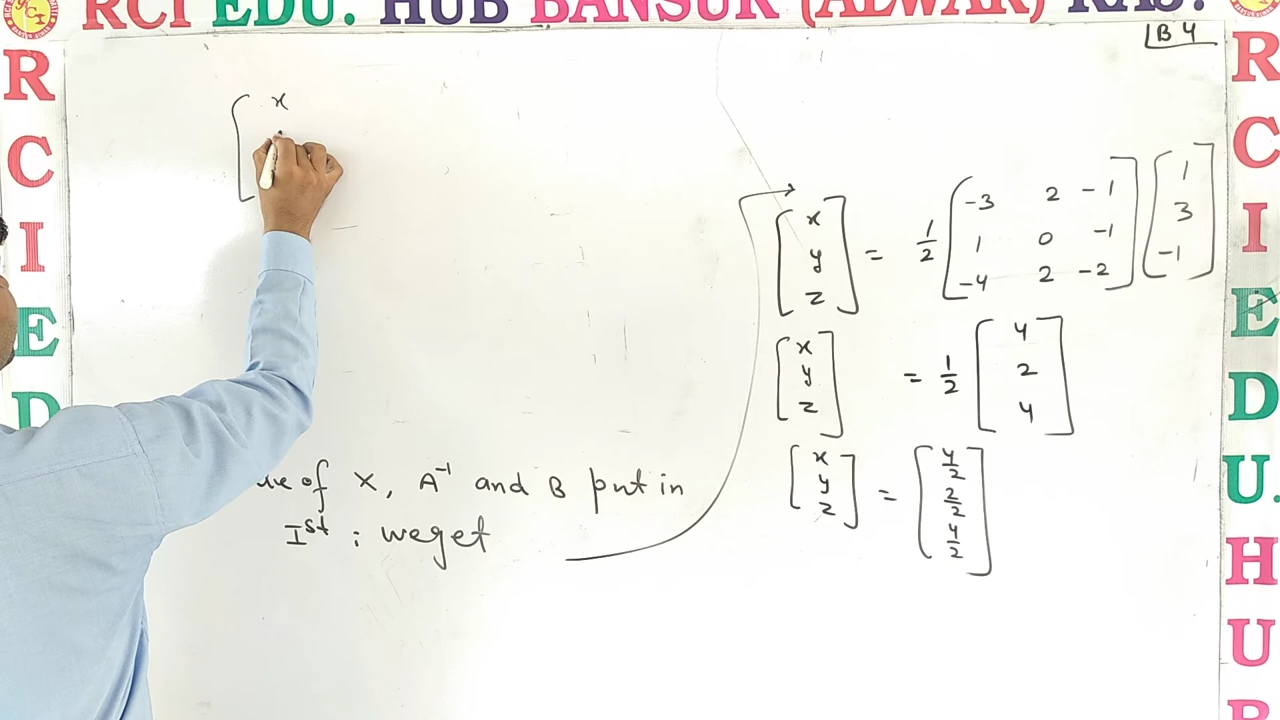 RCI EDU. HUB BANSUR (ALWAR) RAJ.
B 4
R
C
I
E
D
x
[x y z] = 1/2 [-3 2 -1; 1 0 -1; -4 2 -2] [1 3 -1]
[x y z] = 1/2 [4 2 4]
[x y z] = [4/2 2/2 4/2]
of X, A⁻¹ and B put in
Ist : we get
R
C
I
E
D
U.
H
U